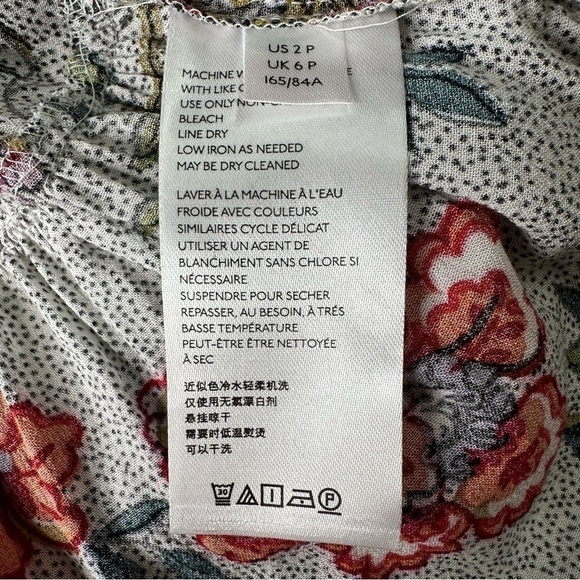 US 2 P
UK 6 P
165/84A
MACHINE
WITH LIKE
USE ONLY
BLEACH
LINE DRY
LOW IRON AS NEEDED
MAY BE DRY CLEANED
LAVER À LA MACHINE À L'EAU
FROIDE AVEC COULEURS
SIMILAIRES CYCLE DÉLICAT
UTILISER UN AGENT DE
BLANCHIMENT SANS CHLORE SI
NÉCESSAIRE
SUSPENDRE POUR SECHER
REPASSER, AU BESOIN, À TRÉS
BASSE TEMPÉRATURE
PEUT-ÊTRE ÊTRE NETTOYÉE
À SEC
近似色冷水轻柔机洗
仅使用无氯漂白剂
悬挂晾干
需要时低温熨烫
可以干洗
30
P